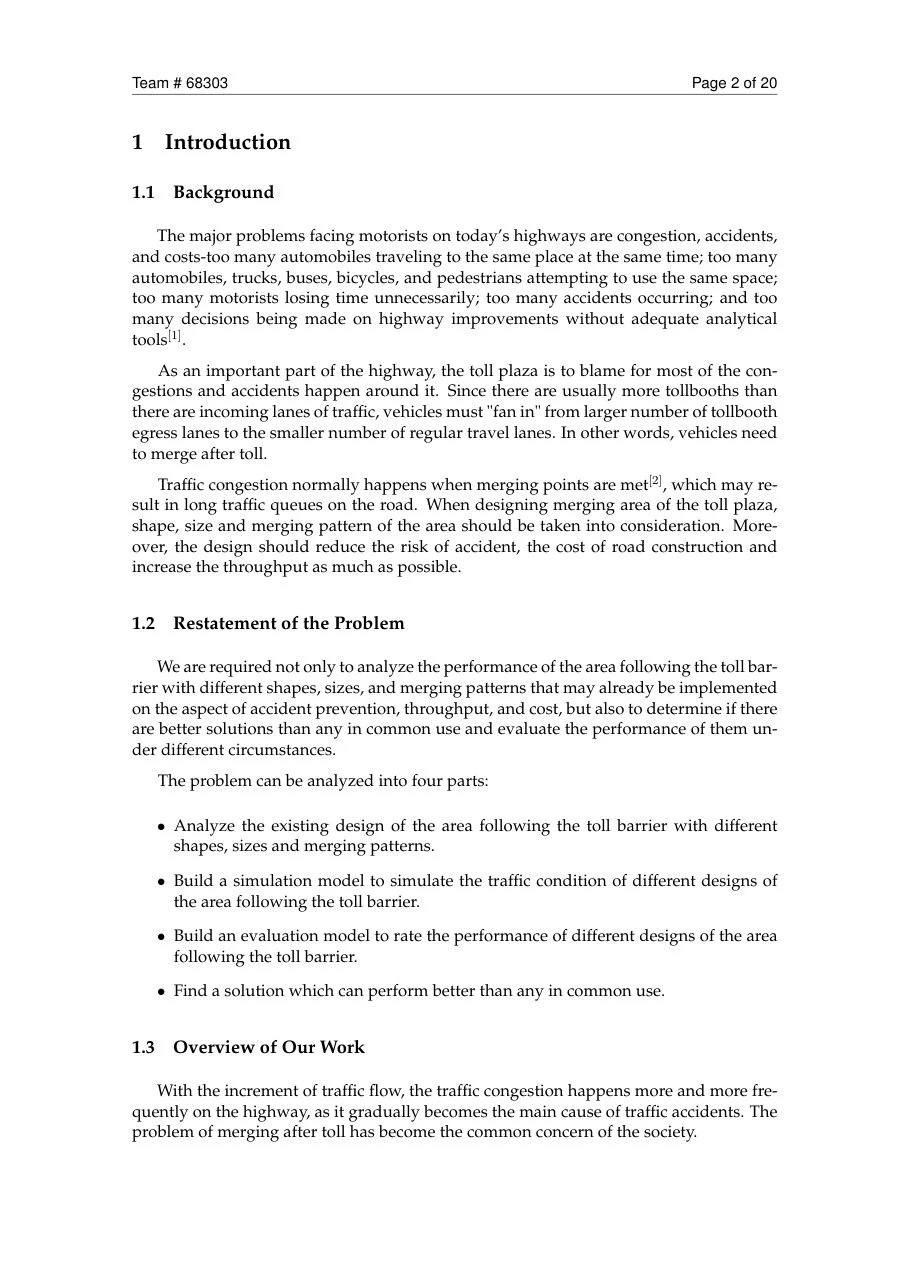 Team # 68303 Page 2 of 20
1 Introduction
1.1 Background
The major problems facing motorists on today’s highways are congestion, accidents,
and costs-too many automobiles traveling to the same place at the same time; too many
automobiles, trucks, buses, bicycles, and pedestrians attempting to use the same space;
too many motorists losing time unnecessarily; too many accidents occurring; and too
many decisions being made on highway improvements without adequate analytical
tools[1].
As an important part of the highway, the toll plaza is to blame for most of the con-
gestions and accidents happen around it. Since there are usually more tollbooths than
there are incoming lanes of traffic, vehicles must "fan in" from larger number of tollbooth
egress lanes to the smaller number of regular travel lanes. In other words, vehicles need
to merge after toll.
Traffic congestion normally happens when merging points are met[2], which may re-
sult in long traffic queues on the road. When designing merging area of the toll plaza,
shape, size and merging pattern of the area should be taken into consideration. More-
over, the design should reduce the risk of accident, the cost of road construction and
increase the throughput as much as possible.
1.2 Restatement of the Problem
We are required not only to analyze the performance of the area following the toll bar-
rier with different shapes, sizes, and merging patterns that may already be implemented
on the aspect of accident prevention, throughput, and cost, but also to determine if there
are better solutions than any in common use and evaluate the performance of them un-
der different circumstances.
The problem can be analyzed into four parts:
• Analyze the existing design of the area following the toll barrier with different
shapes, sizes and merging patterns.
• Build a simulation model to simulate the traffic condition of different designs of
the area following the toll barrier.
• Build an evaluation model to rate the performance of different designs of the area
following the toll barrier.
• Find a solution which can perform better than any in common use.
1.3 Overview of Our Work
With the increment of traffic flow, the traffic congestion happens more and more fre-
quently on the highway, as it gradually becomes the main cause of traffic accidents. The
problem of merging after toll has become the common concern of the society.